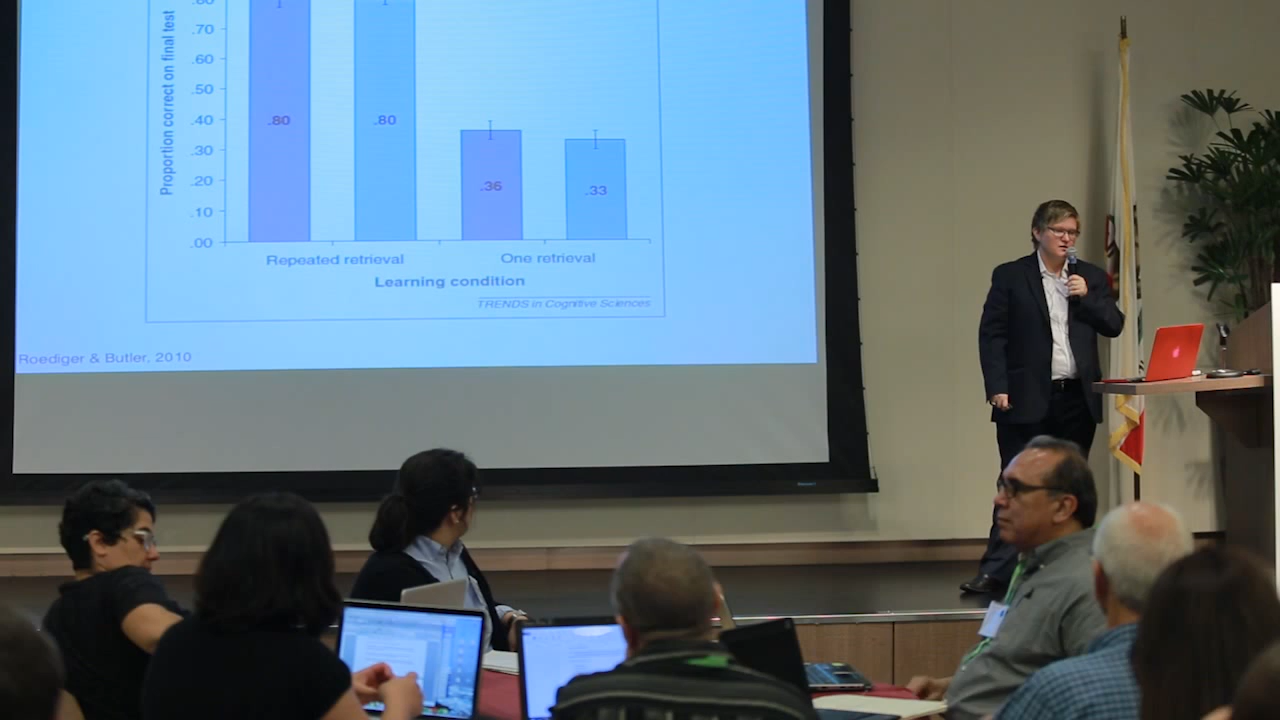 .80
.70
.60
.50
.40
.30
.20
.10
.00
Proportion correct on final test
.80
.80
.36
.33
Repeated retrieval
One retrieval
Learning condition
TRENDS in Cognitive Sciences
Roediger & Butler, 2010